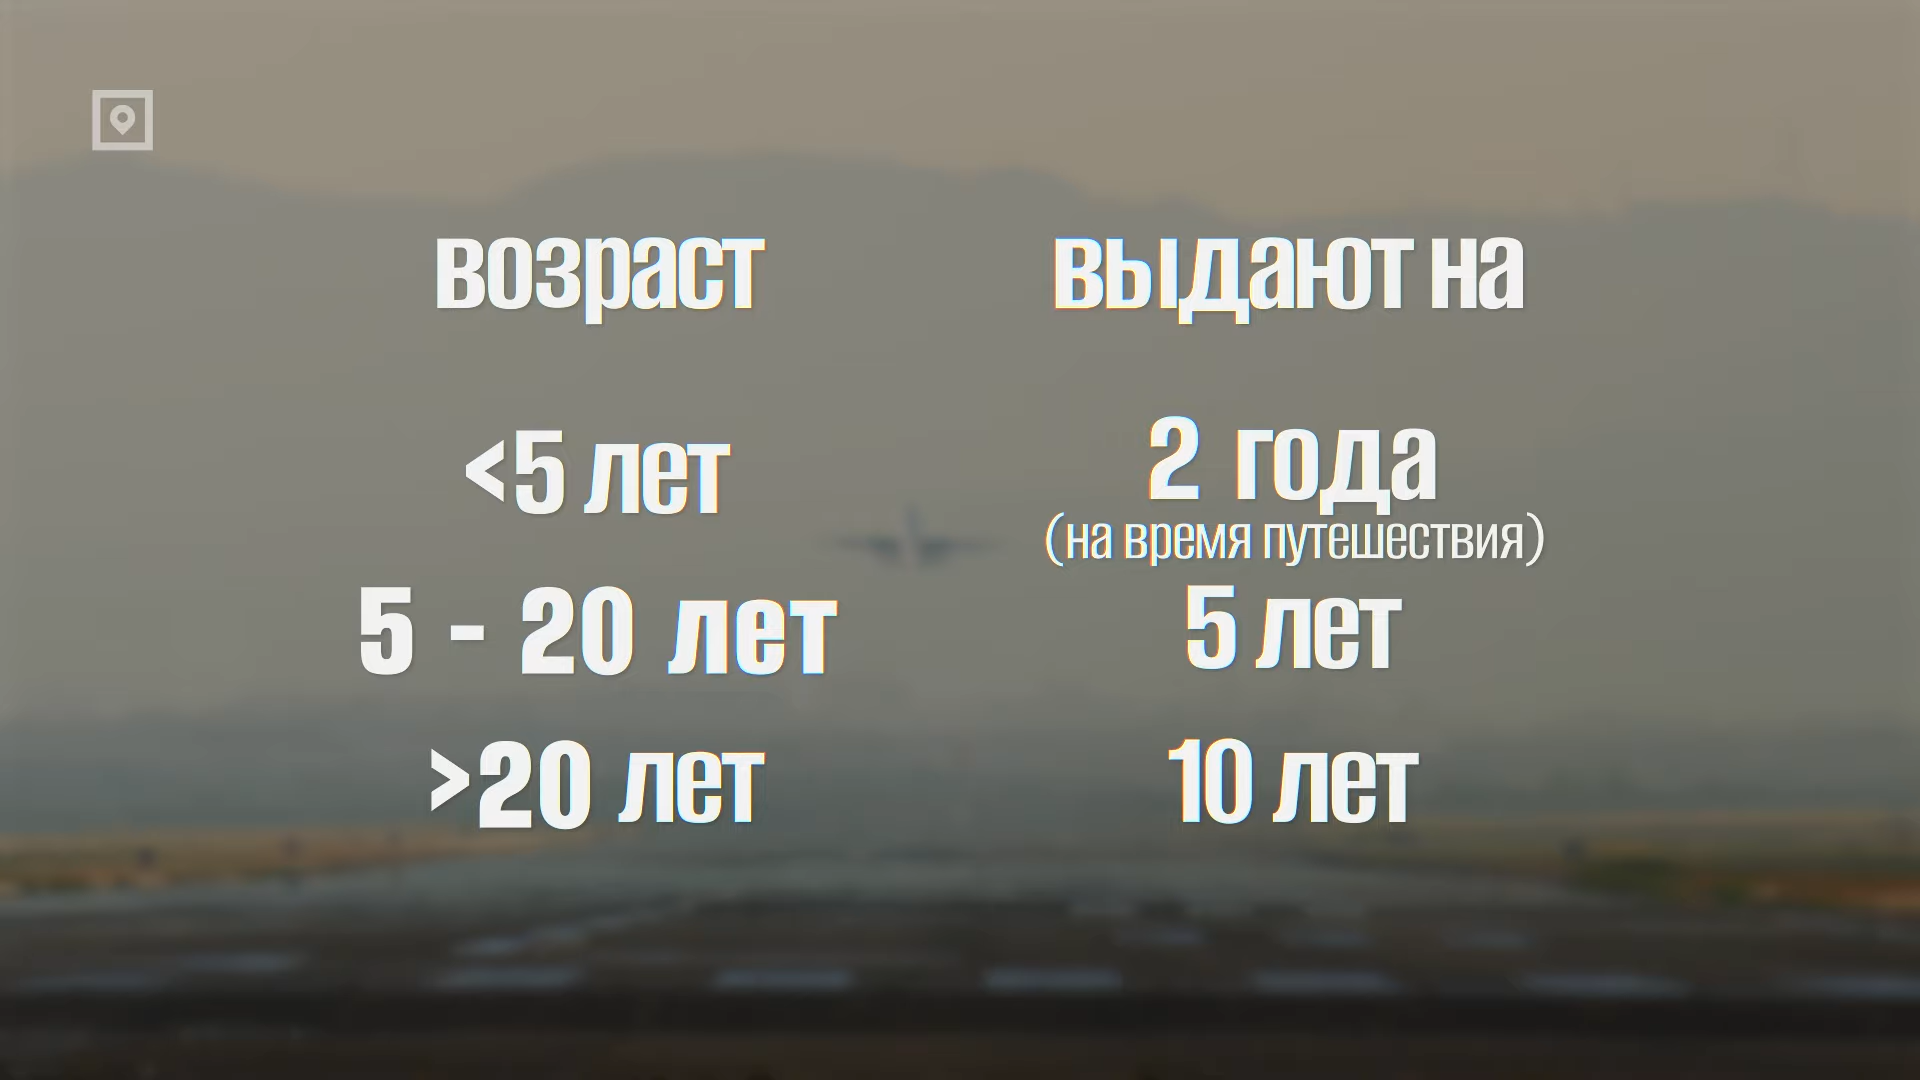 возраст выдают на
<5 лет 2 года
(на время путешествия)
5 - 20 лет 5 лет
>20 лет 10 лет